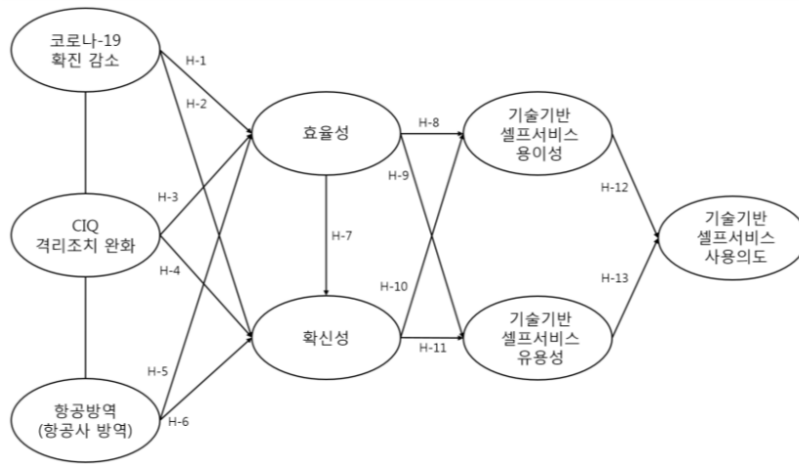 코로나-19
확진 감소
H-1
H-2
효율성
H-8
기술기반
셀프서비스
용이성
H-9
H-12
H-3
CIQ
격리조치 완화
H-7
기술기반
셀프서비스
사용의도
H-4
H-10
H-13
확신성
기술기반
셀프서비스
유용성
H-11
H-5
항공방역
(항공사 방역)
H-6